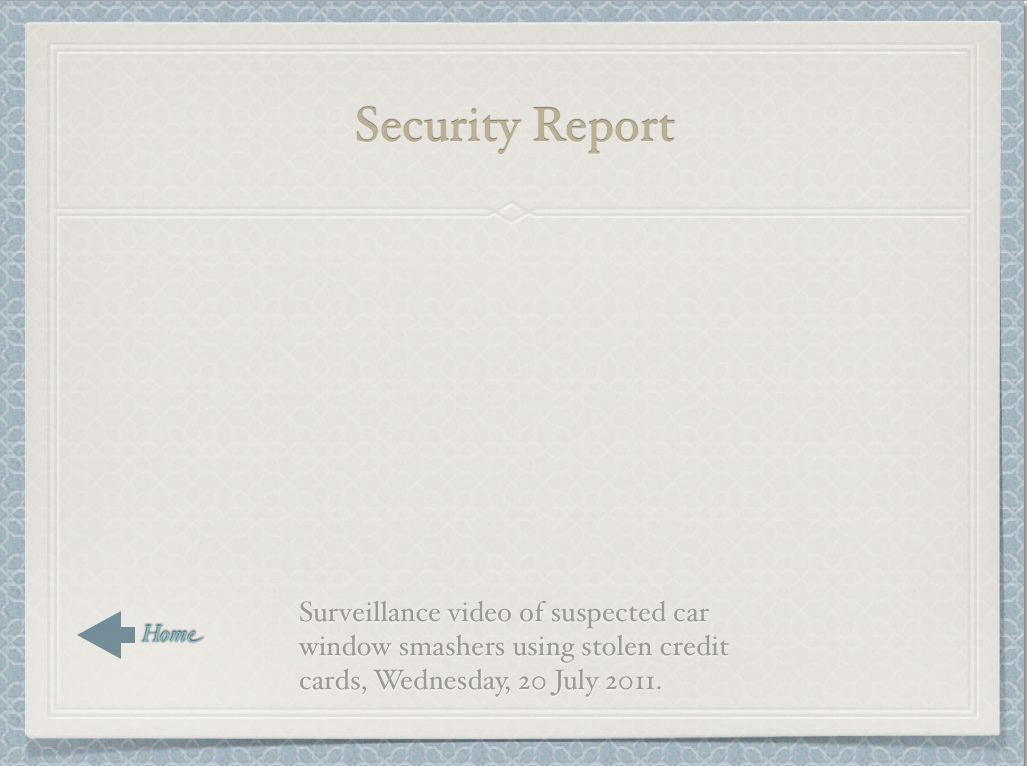 Security Report
Home
Surveillance video of suspected car
window smashers using stolen credit
cards, Wednesday, 20 July 2011.